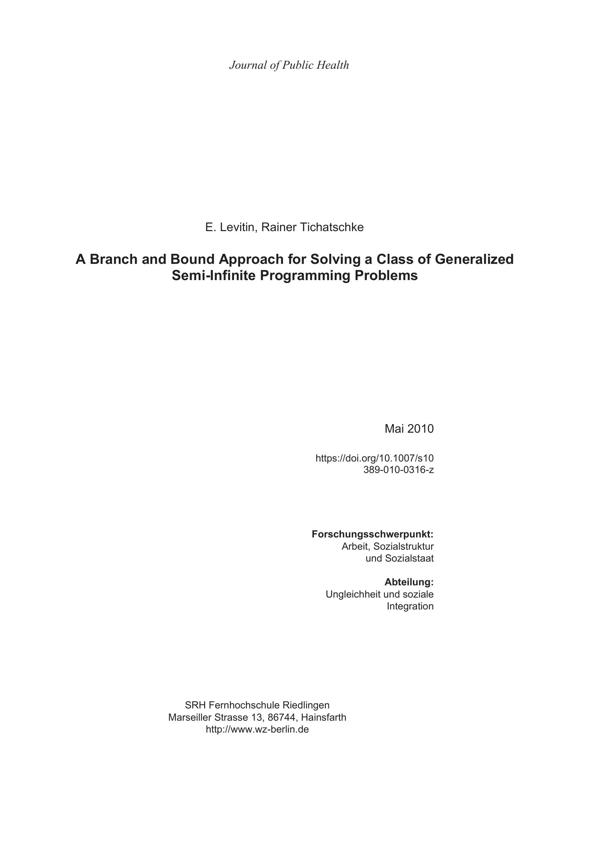 Journal of Public Health
E. Levitin, Rainer Tichatschke
A Branch and Bound Approach for Solving a Class of Generalized
Semi-Infinite Programming Problems
Mai 2010
https://doi.org/10.1007/s10
389-010-0316-z
Forschungsschwerpunkt:
Arbeit, Sozialstruktur
und Sozialstaat
Abteilung:
Ungleichheit und soziale
Integration
SRH Fernhochschule Riedlingen
Marseiller Strasse 13, 86744, Hainsfarth
http://www.wz-berlin.de